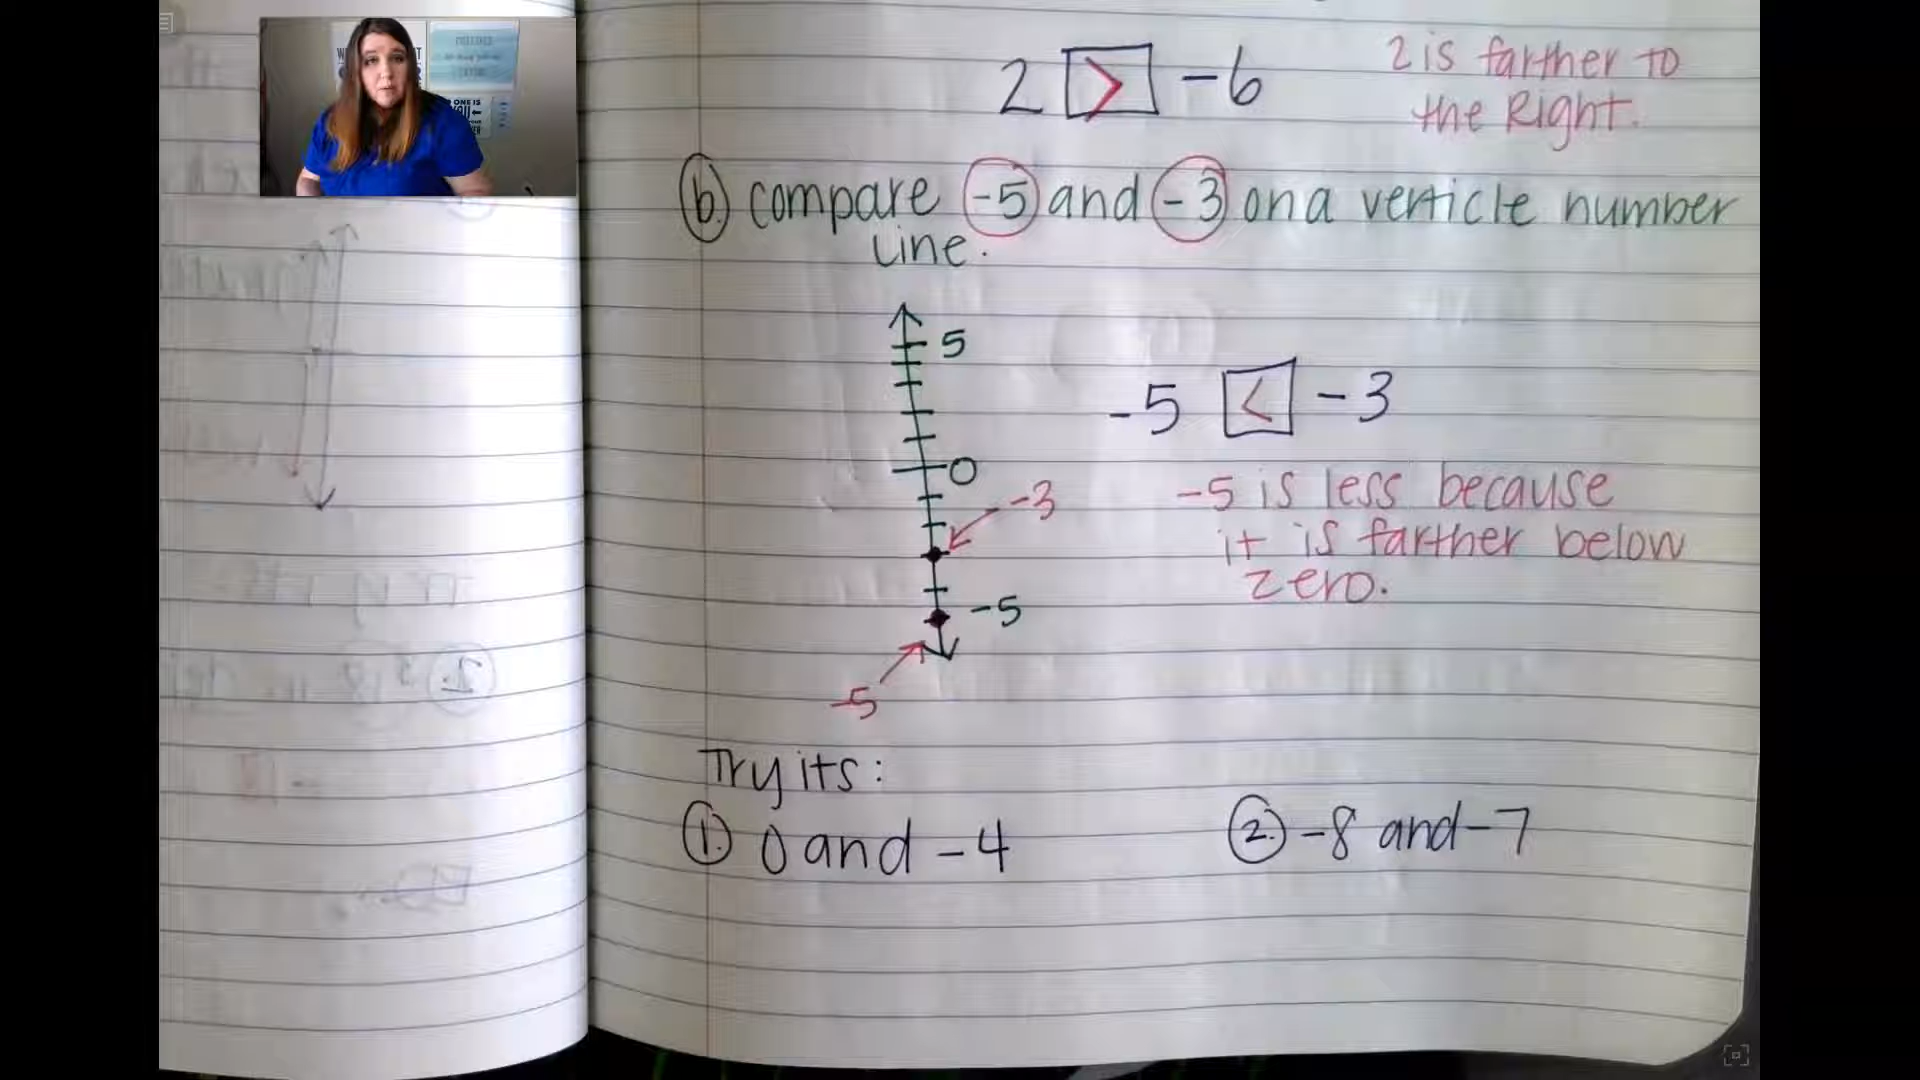 2 > -6
2 is farther to
the Right.
b. compare -5 and -3 on a verticle number
line.
5
0
-3
-5
-5
-5 < -3
-5 is less because
it is farther below
zero.
Try its:
1. 0 and -4
2. -8 and -7